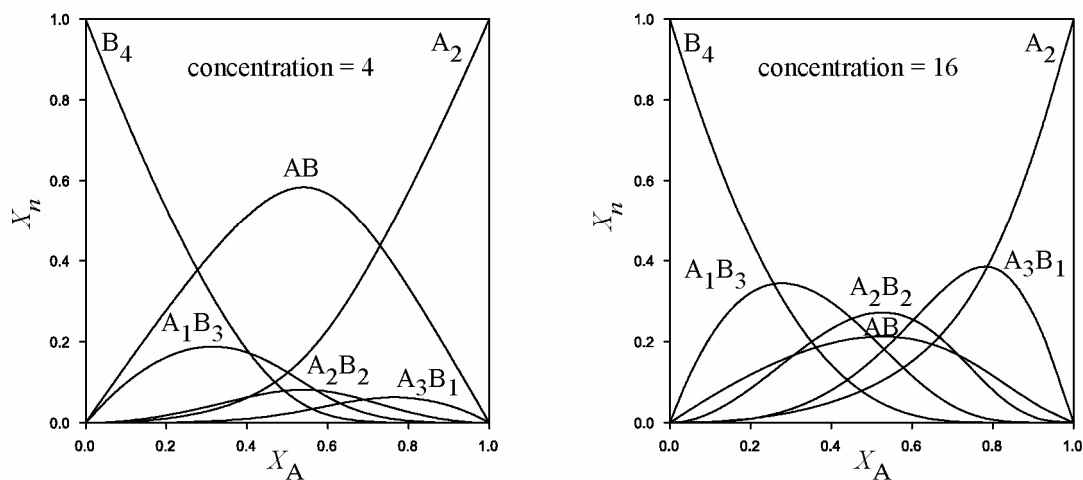 1.0
B4
A2
concentration = 4
0.8
AB
0.6
Xn
0.4
A1B3
0.2
A2B2
A3B1
0.0
0.0 0.2 0.4 0.6 0.8 1.0
XA
1.0
B4
A2
concentration = 16
0.8
0.6
Xn
0.4
A1B3
A2B2
A3B1
AB
0.2
0.0
0.0 0.2 0.4 0.6 0.8 1.0
XA